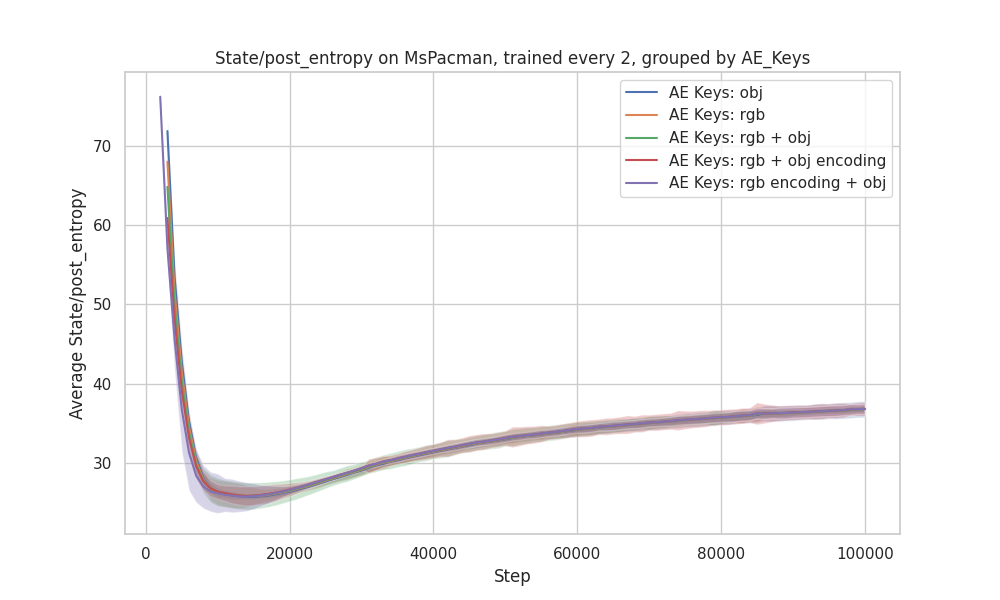 State/post_entropy on MsPacman, trained every 2, grouped by AE_Keys
AE Keys: obj
AE Keys: rgb
AE Keys: rgb + obj
AE Keys: rgb + obj encoding
AE Keys: rgb encoding + obj
Average State/post_entropy
70
60
50
40
30
0
20000
40000
60000
80000
100000
Step